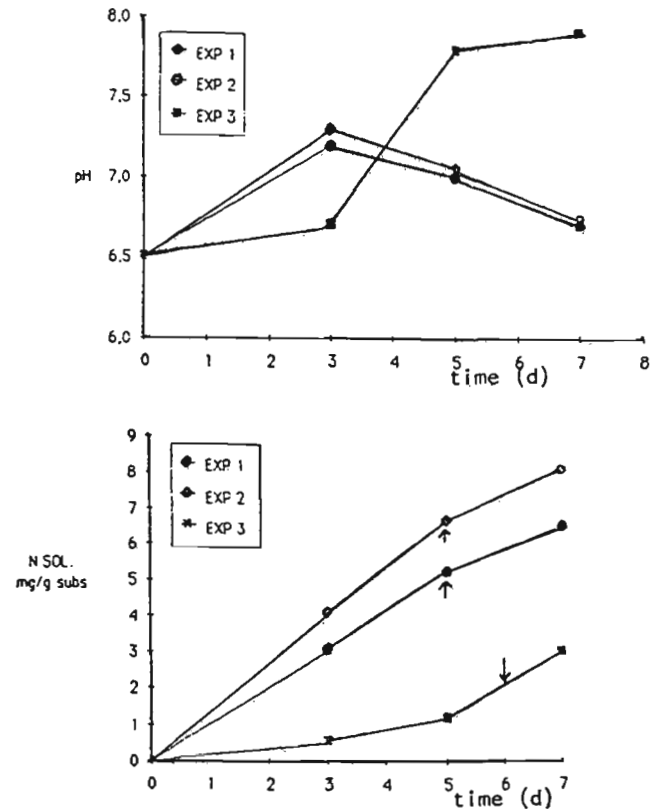 8.0
7.5
7.0
6.5
6.0
pH
EXP 1
EXP 2
EXP 3
0 1 2 3 4 5 6 7 8
time (d)
9
8
7
6
5
4
3
2
1
0
N SOL.
mg/g subs
EXP 1
EXP 2
EXP 3
0 1 2 3 4 5 6 7
time (d)